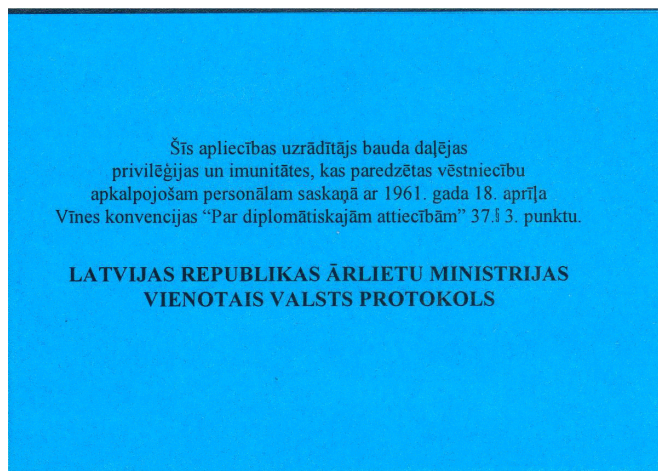 Šīs apliecības uzrādītājs bauda daļējas
privilēģijas un imunitātes, kas paredzētas vēstniecību
apkalpojošam personālam saskaņā ar 1961. gada 18. aprīļa
Vīnes konvencijas “Par diplomātiskajām attiecībām” 37.§ 3. punktu.
LATVIJAS REPUBLIKAS ĀRLIETU MINISTRIJAS
VIENOTAIS VALSTS PROTOKOLS